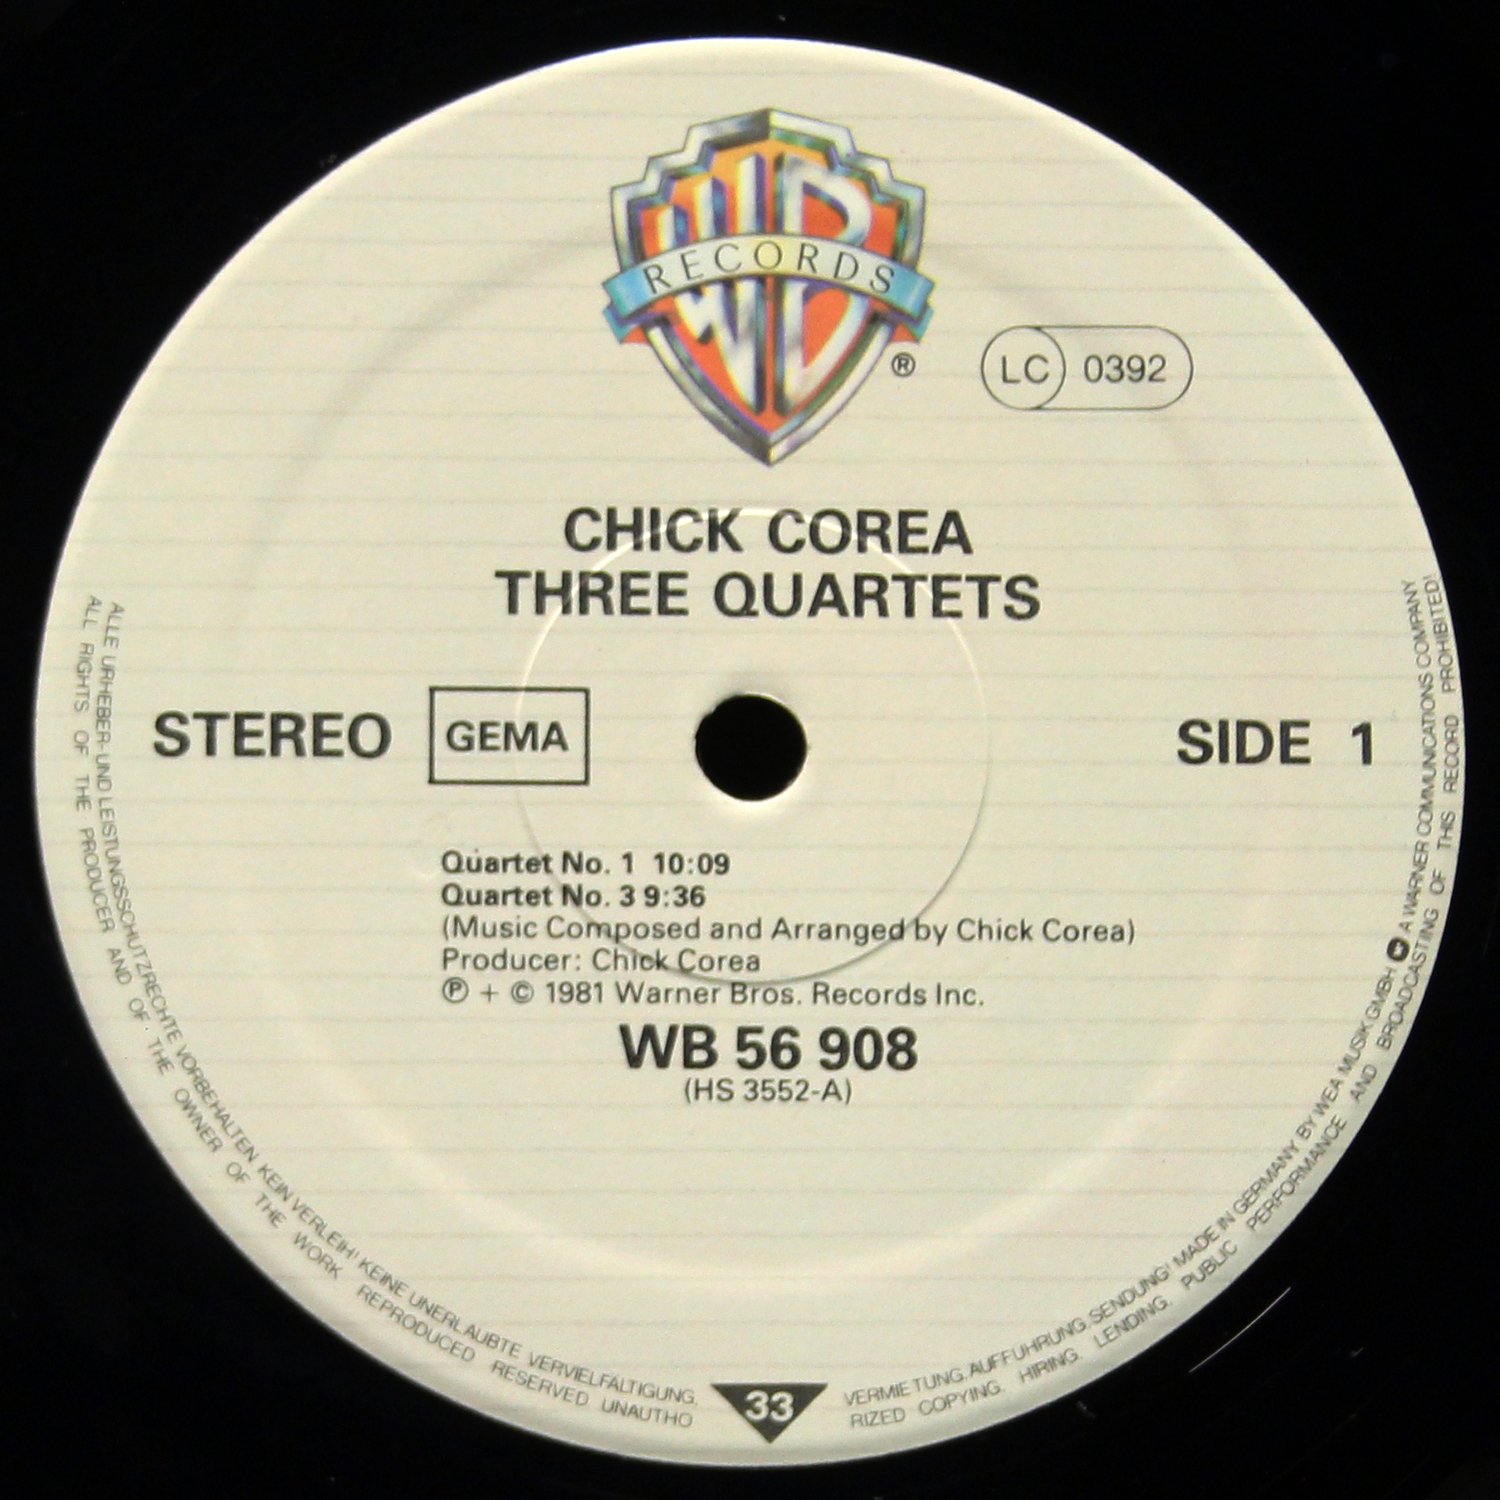 WB
RECORDS
®
LC 0392
CHICK COREA
THREE QUARTETS
STEREO GEMA SIDE 1
Quartet No. 1 10:09
Quartet No. 3 9:36
(Music Composed and Arranged by Chick Corea)
Producer: Chick Corea
℗ + © 1981 Warner Bros. Records Inc.
WB 56 908
(HS 3552-A)
ALLE URHEBER- UND LEISTUNGSSCHUTZRECHTE VORBEHALTEN KEIN VERLEIH' KEINE UNERLAUBTE VERVIELFÄLTIGUNG, VERMIETUNG, AUFFÜHRUNG, SENDUNG' MADE IN GERMANY BY WEA MUSIK GMBH A WARNER COMMUNICATIONS COMPANY
ALL RIGHTS OF THE PRODUCER AND OF THE OWNER OF THE WORK REPRODUCED RESERVED UNAUTHORIZED COPYING, HIRING, LENDING, PUBLIC PERFORMANCE AND BROADCASTING OF THIS RECORD PROHIBITED!
33